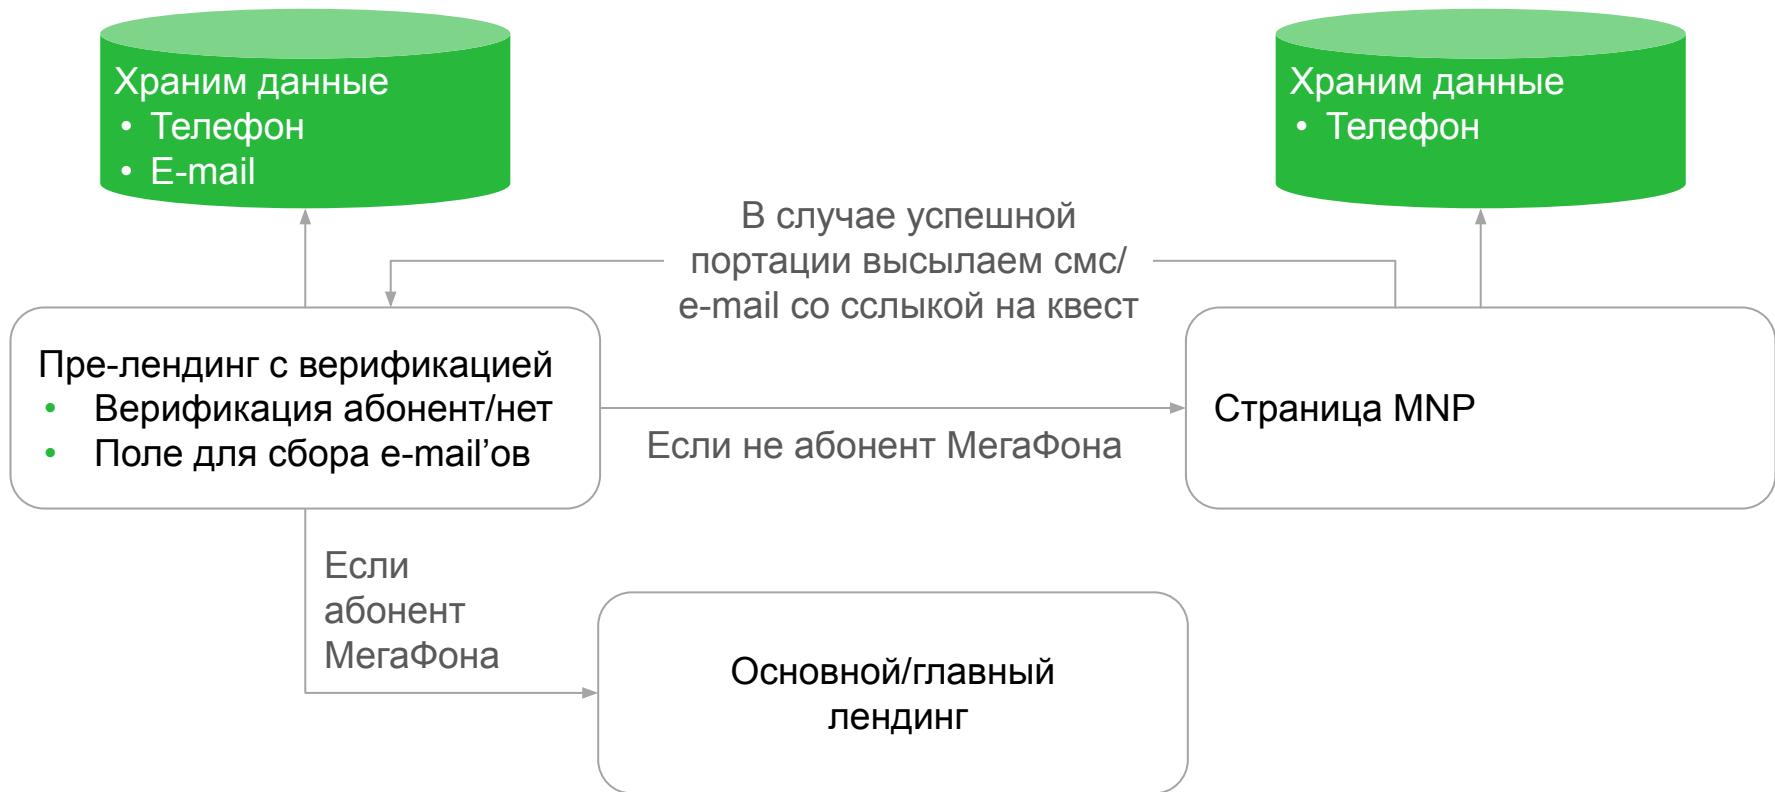 Храним данные
• Телефон
• E-mail
Храним данные
• Телефон
В случае успешной
портации высылаем смс/
e-mail со сслыкой на квест
Пре-лендинг с верификацией
• Верификация абонент/нет
• Поле для сбора e-mail’ов
Если не абонент МегаФона
Страница MNP
Если
абонент
МегаФона
Основной/главный
лендинг